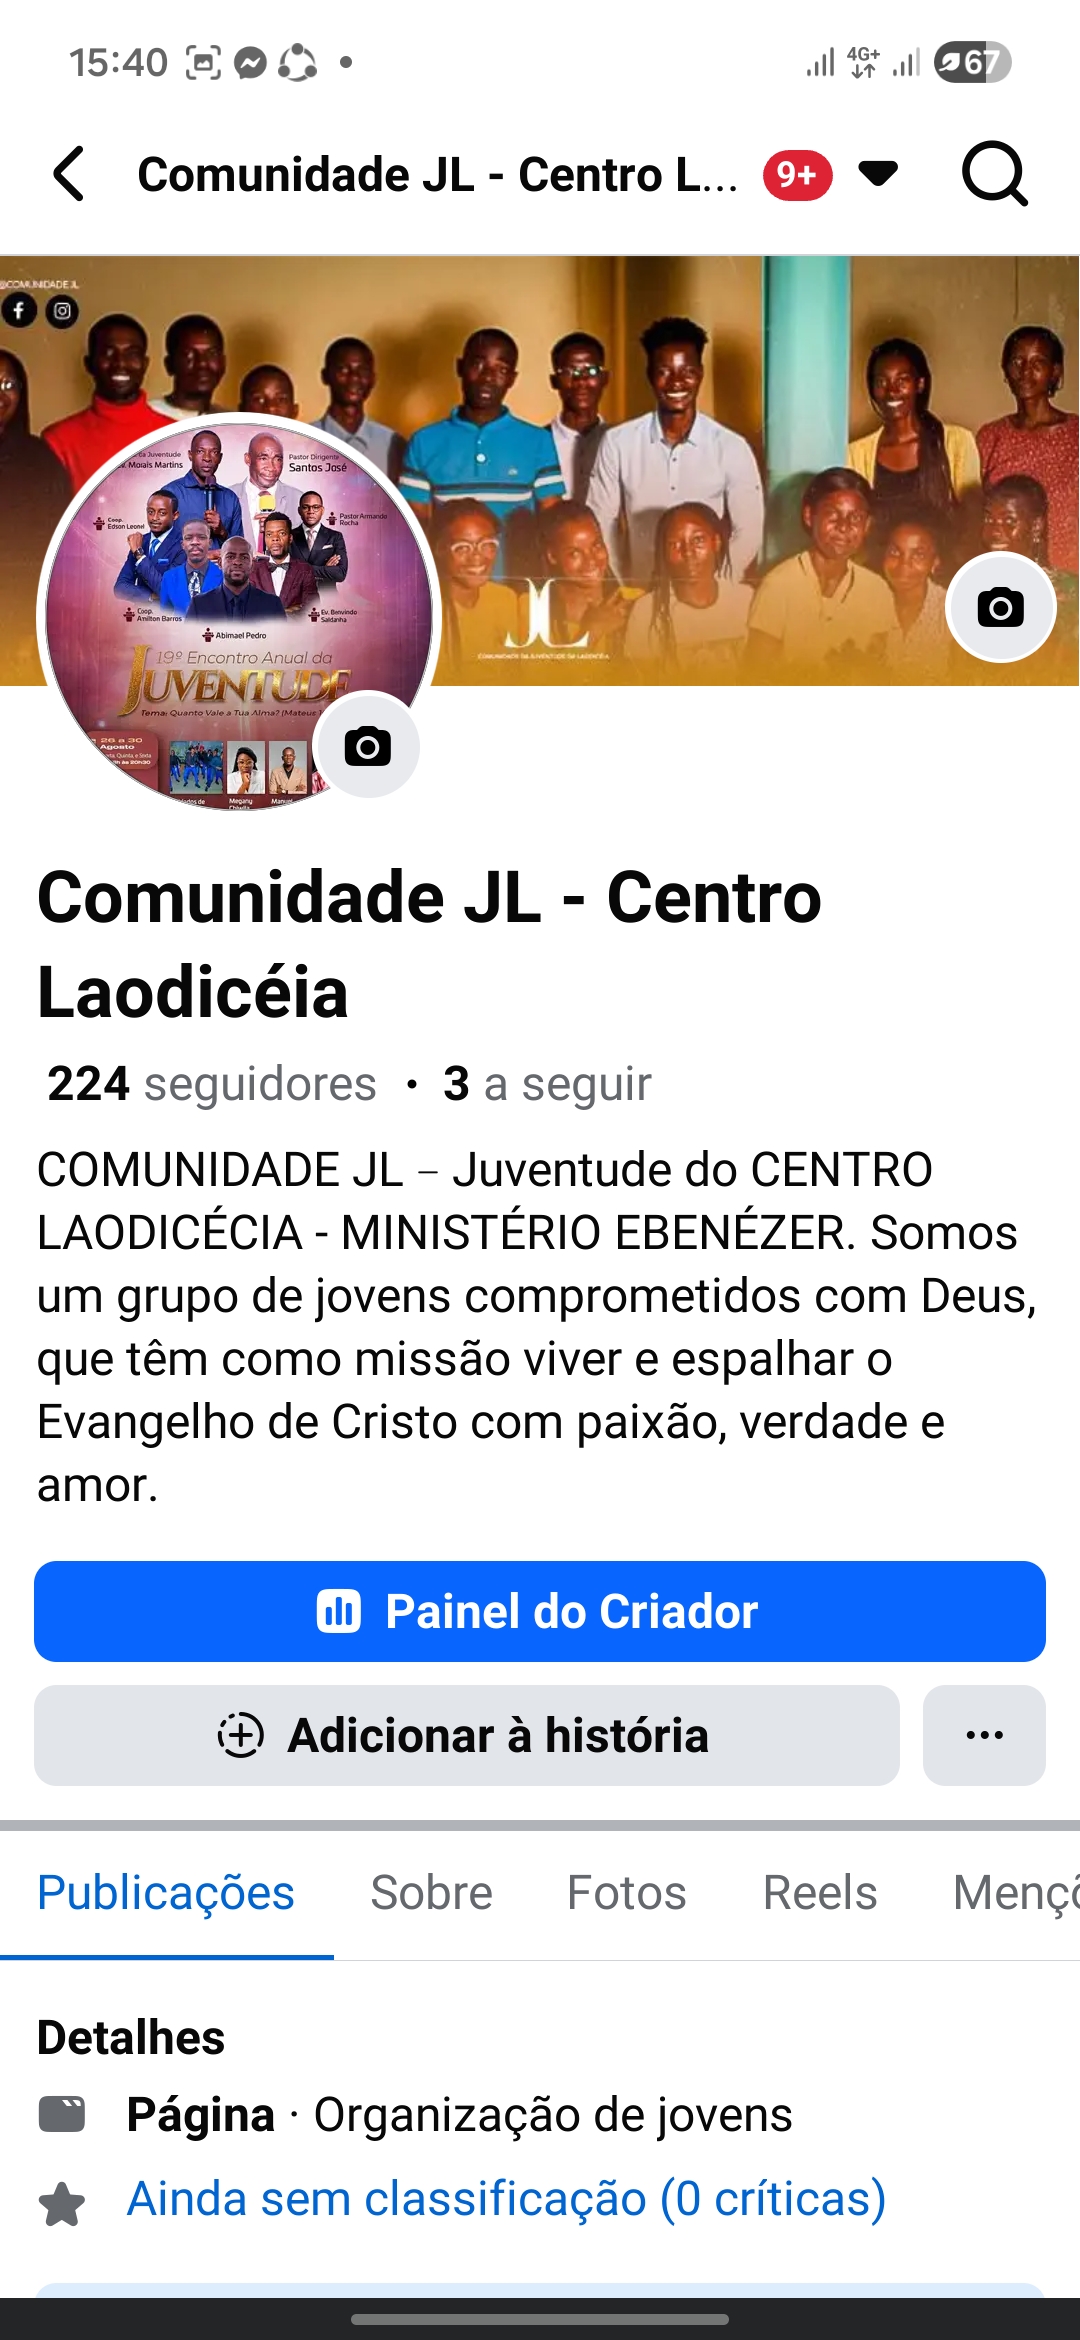 15:40
4G+
67
Comunidade JL - Centro L...
9+
@COMUNIDADE JL
Pastor Dirigente
Santos José
Morais Martins
Coop.
Edson Leonel
Pastor Armando
Rocha
Coop.
Amilton Barros
Ev. Benvindo
Saldanha
Abimael Pedro
19º Encontro Anual da
JUVENTUDE
Tema: Quanto Vale a Tua Alma?
26 a 30
Agosto
Megany
Manuel
JL
Comunidade JL - Centro
Laodicéia
224 seguidores · 3 a seguir
COMUNIDADE JL – Juventude do CENTRO
LAODICÉCIA - MINISTÉRIO EBENÉZER. Somos
um grupo de jovens comprometidos com Deus,
que têm como missão viver e espalhar o
Evangelho de Cristo com paixão, verdade e
amor.
Painel do Criador
Adicionar à história
Publicações
Sobre
Fotos
Reels
Mençõ
Detalhes
Página · Organização de jovens
Ainda sem classificação (0 críticas)